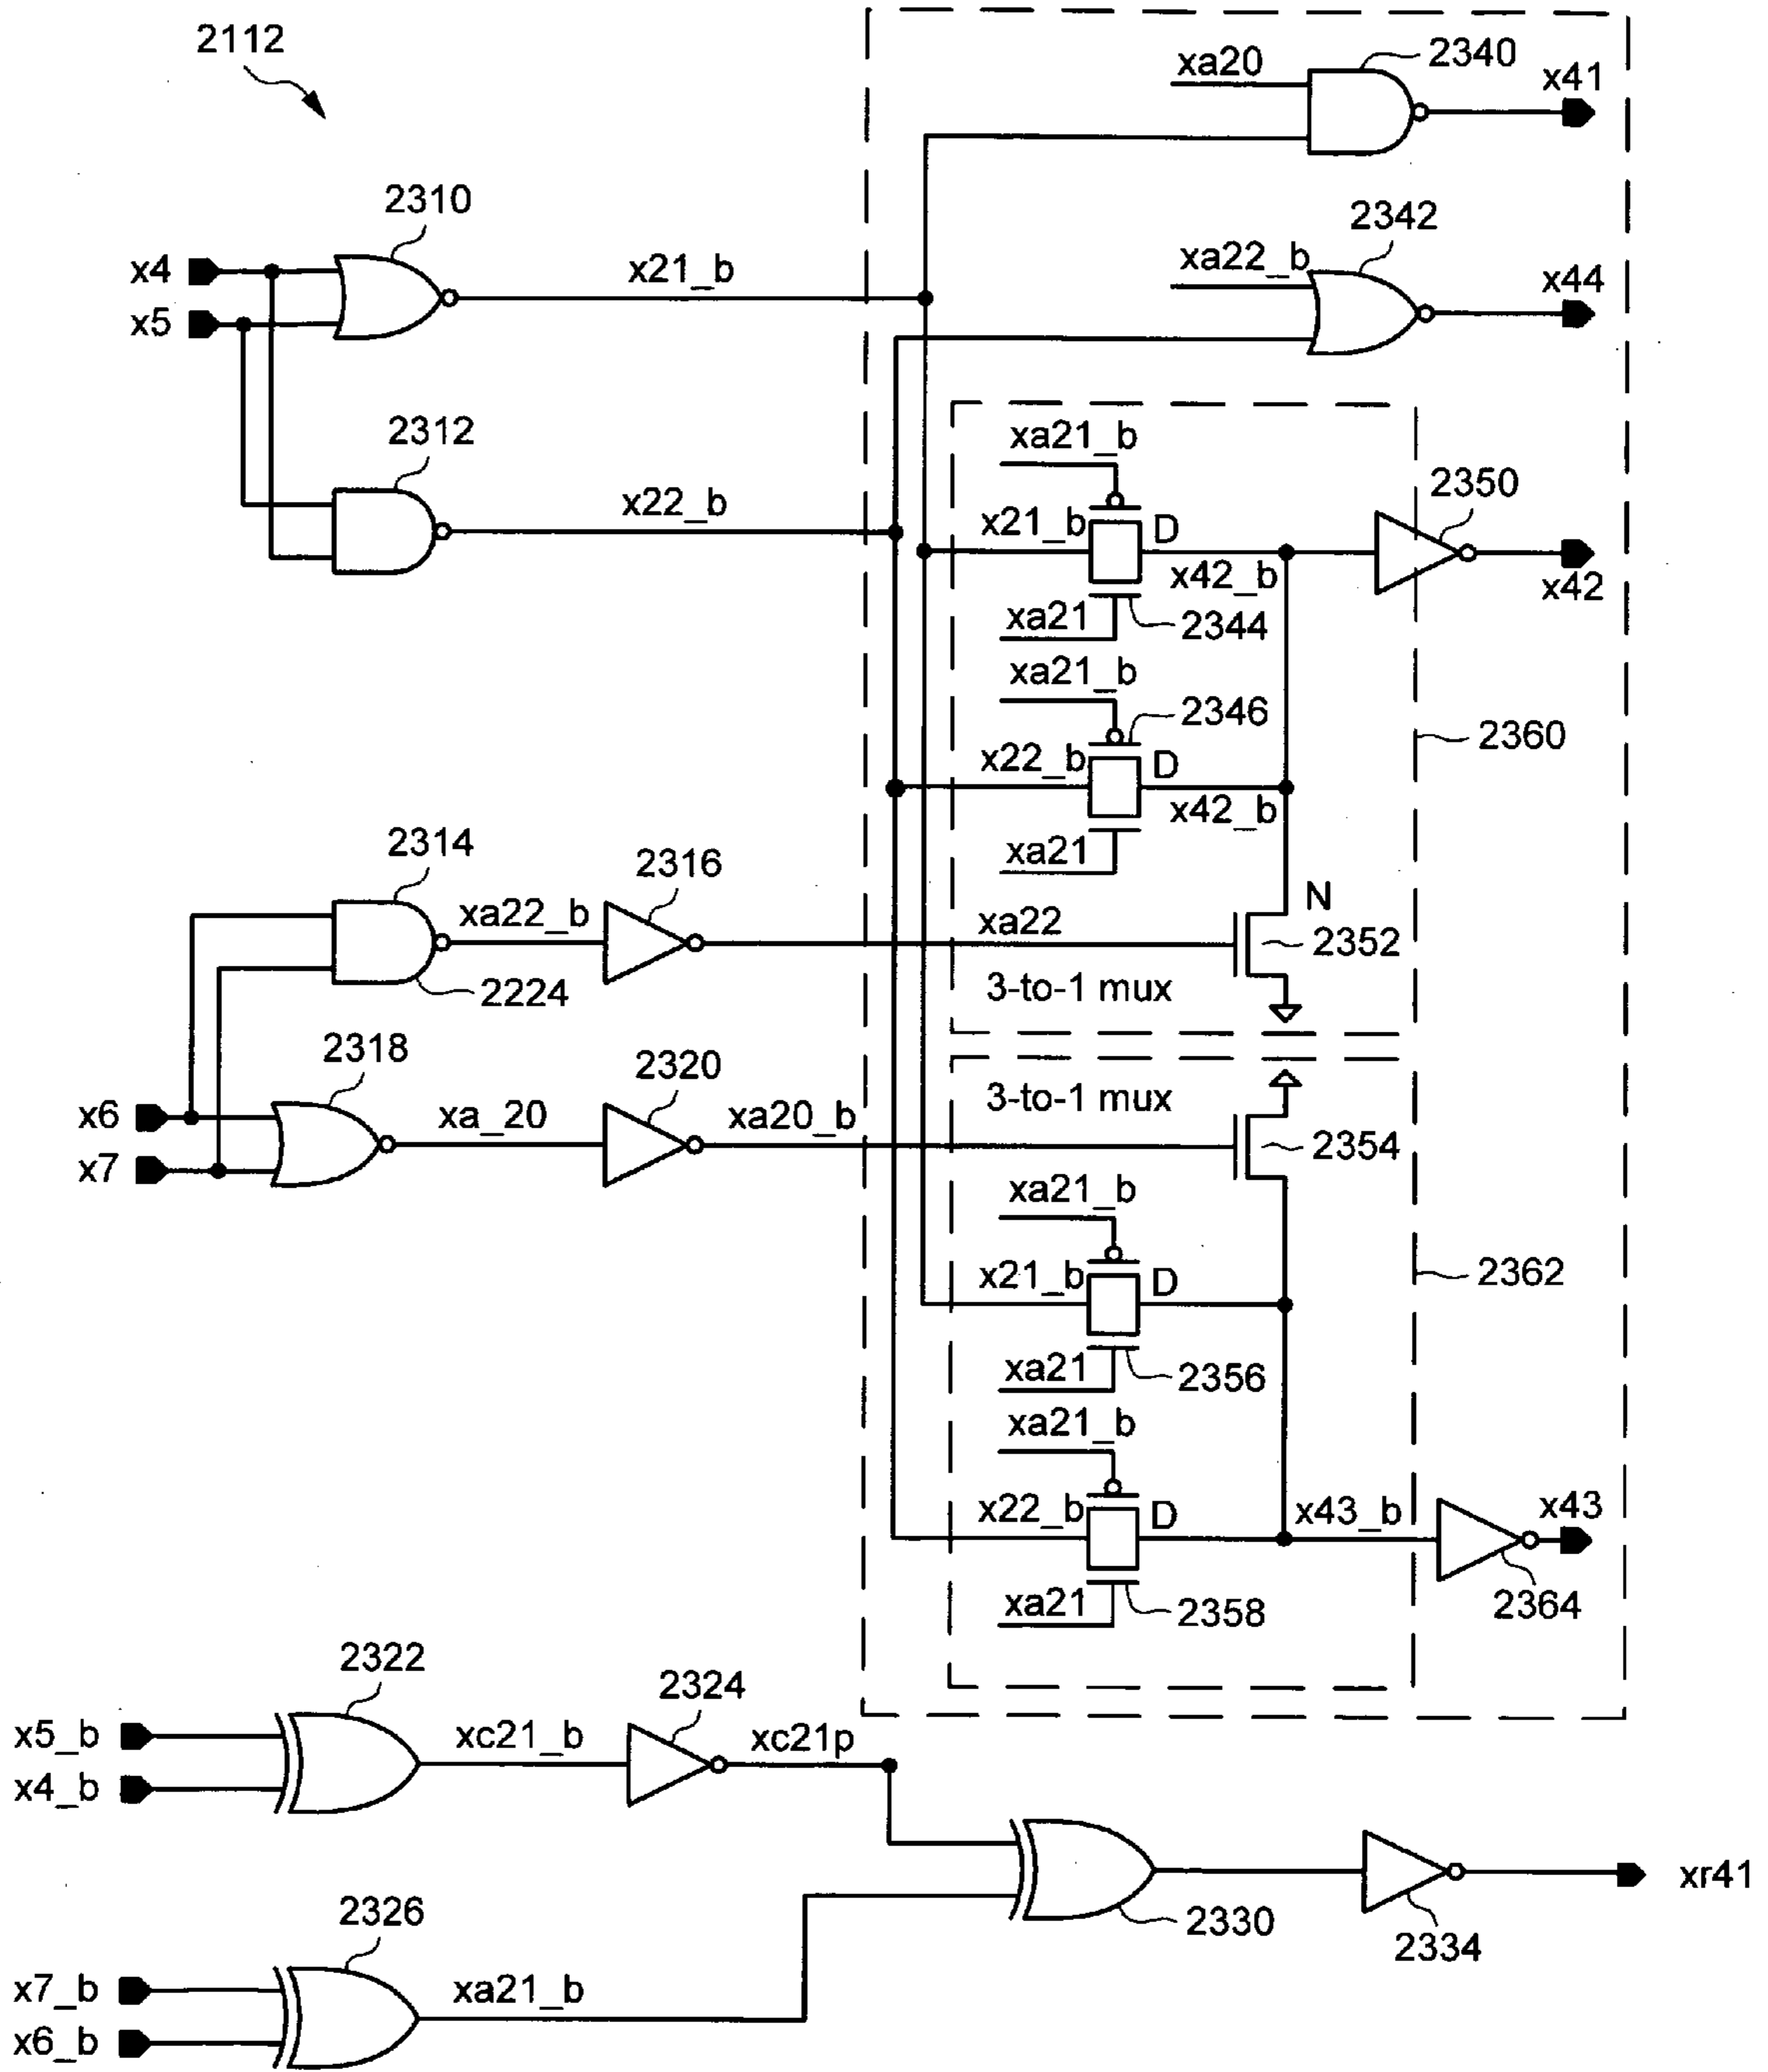 2112
xa20
2340
x41
2310
x4
x5
x21_b
xa22_b
2342
x44
2312
x22_b
xa21_b
x21_b
D
x42_b
xa21
2344
2350
x42
xa21_b
2346
x22_b
D
x42_b
xa21
2360
2314
xa22_b
2224
2316
xa22
N
2352
3-to-1 mux
x6
x7
2318
xa_20
2320
xa20_b
3-to-1 mux
2354
xa21_b
x21_b
D
xa21
2356
2362
xa21_b
x22_b
D
x43_b
x43
xa21
2358
2364
x5_b
x4_b
2322
xc21_b
2324
xc21p
2330
2334
xr41
x7_b
x6_b
2326
xa21_b